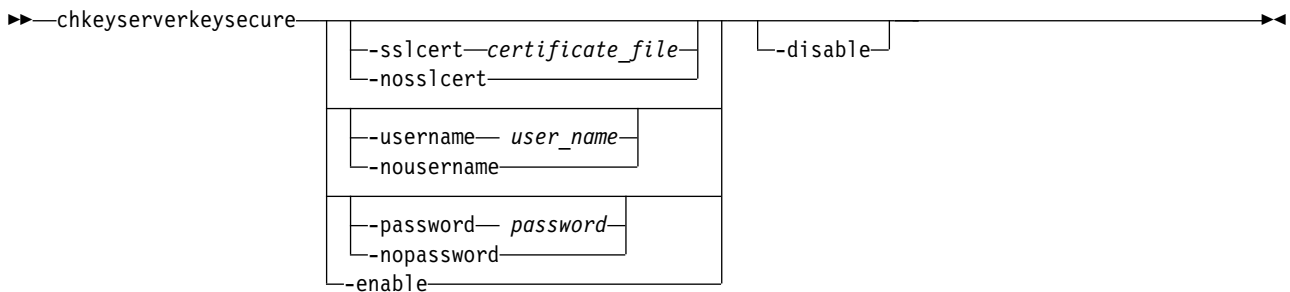 chkeyserverkeysecure
-sslcert certificate_file
-nosslcert
-disable
-username user_name
-nousername
-password password
-nopassword
-enable